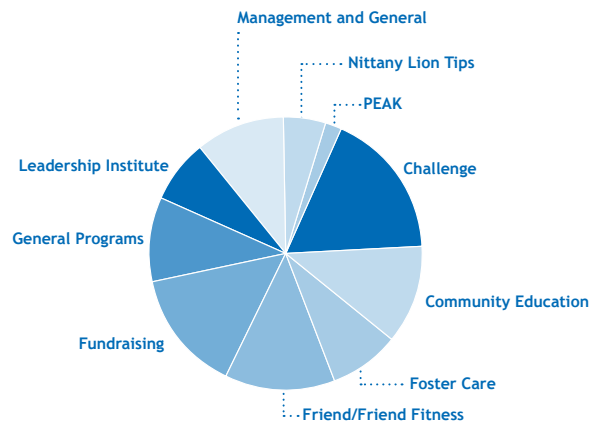 Management and General
Nittany Lion Tips
PEAK
Challenge
Leadership Institute
General Programs
Community Education
Fundraising
Foster Care
Friend/Friend Fitness